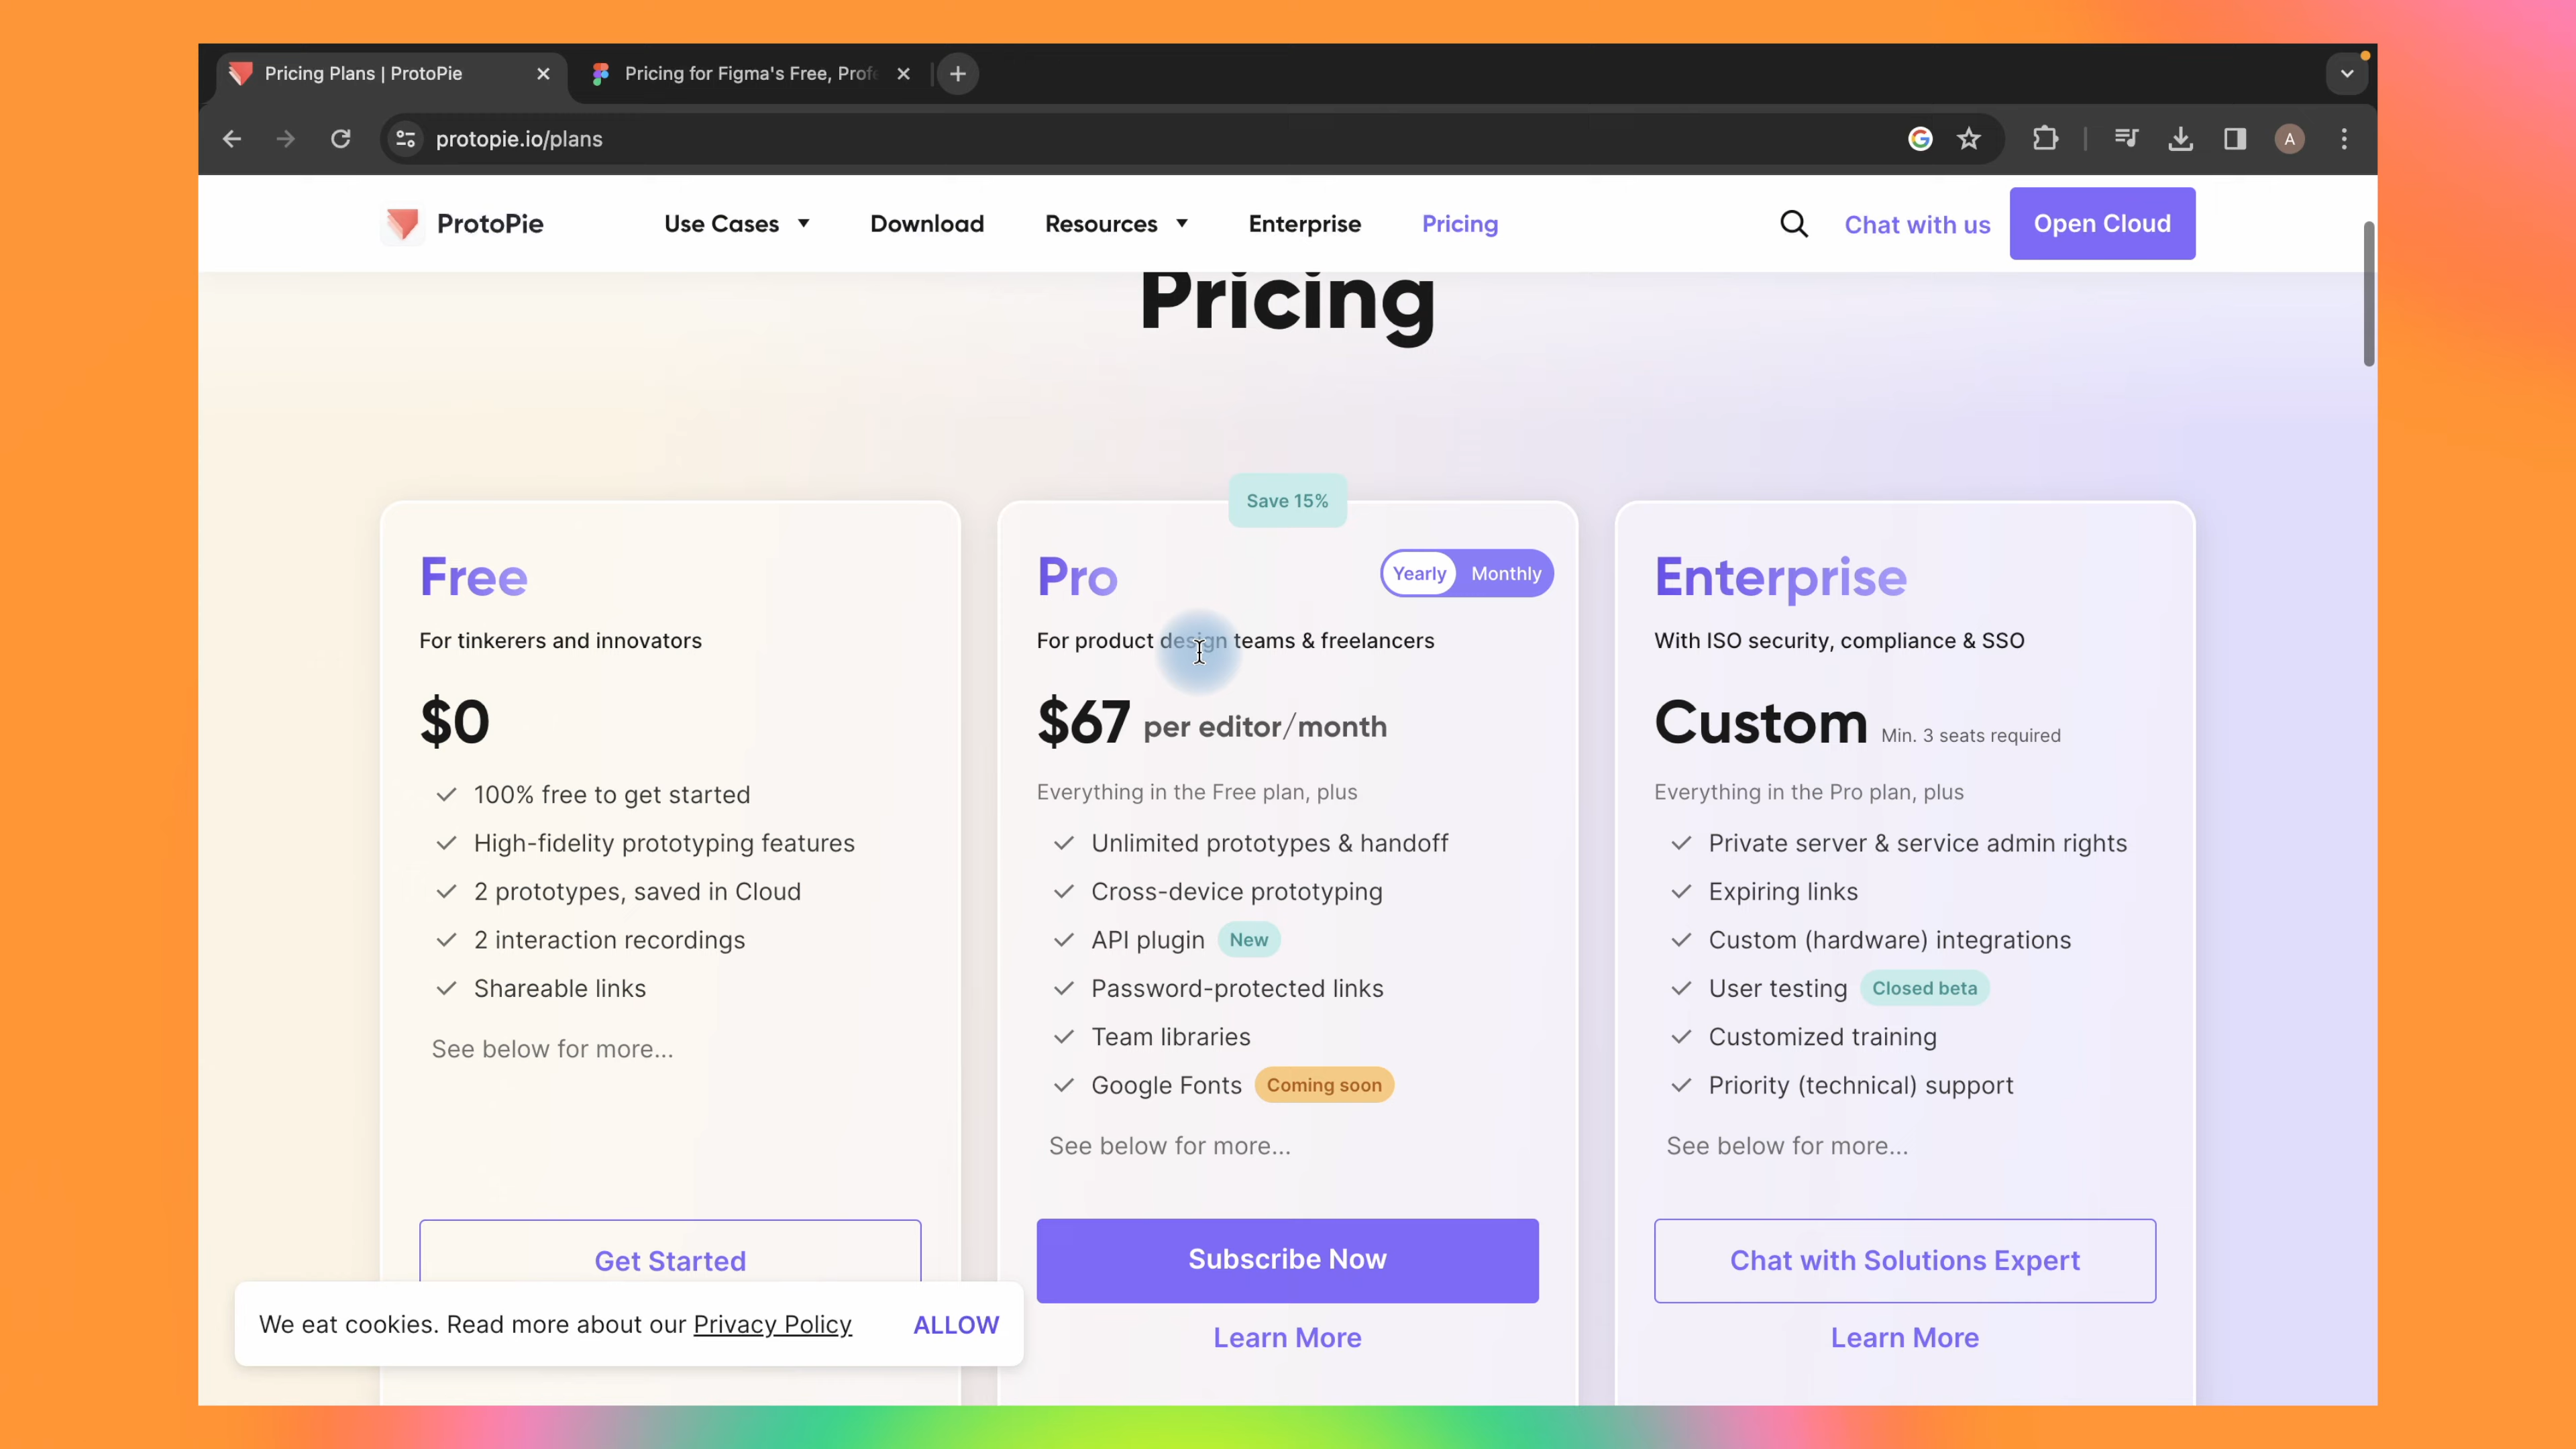 Pricing Plans | ProtoPie
Pricing for Figma's Free, Prof
protopie.io/plans
A
ProtoPie
Use Cases
Download
Resources
Enterprise
Pricing
Chat with us
Open Cloud
Pricing
Free
For tinkerers and innovators
$0
100% free to get started
High-fidelity prototyping features
2 prototypes, saved in Cloud
2 interaction recordings
Shareable links
See below for more...
Get Started
Save 15%
Pro
Yearly
Monthly
For product design teams & freelancers
$67 per editor/month
Everything in the Free plan, plus
Unlimited prototypes & handoff
Cross-device prototyping
API plugin New
Password-protected links
Team libraries
Google Fonts Coming soon
See below for more...
Subscribe Now
Learn More
Enterprise
With ISO security, compliance & SSO
Custom Min. 3 seats required
Everything in the Pro plan, plus
Private server & service admin rights
Expiring links
Custom (hardware) integrations
User testing Closed beta
Customized training
Priority (technical) support
See below for more...
Chat with Solutions Expert
Learn More
We eat cookies. Read more about our Privacy Policy
ALLOW